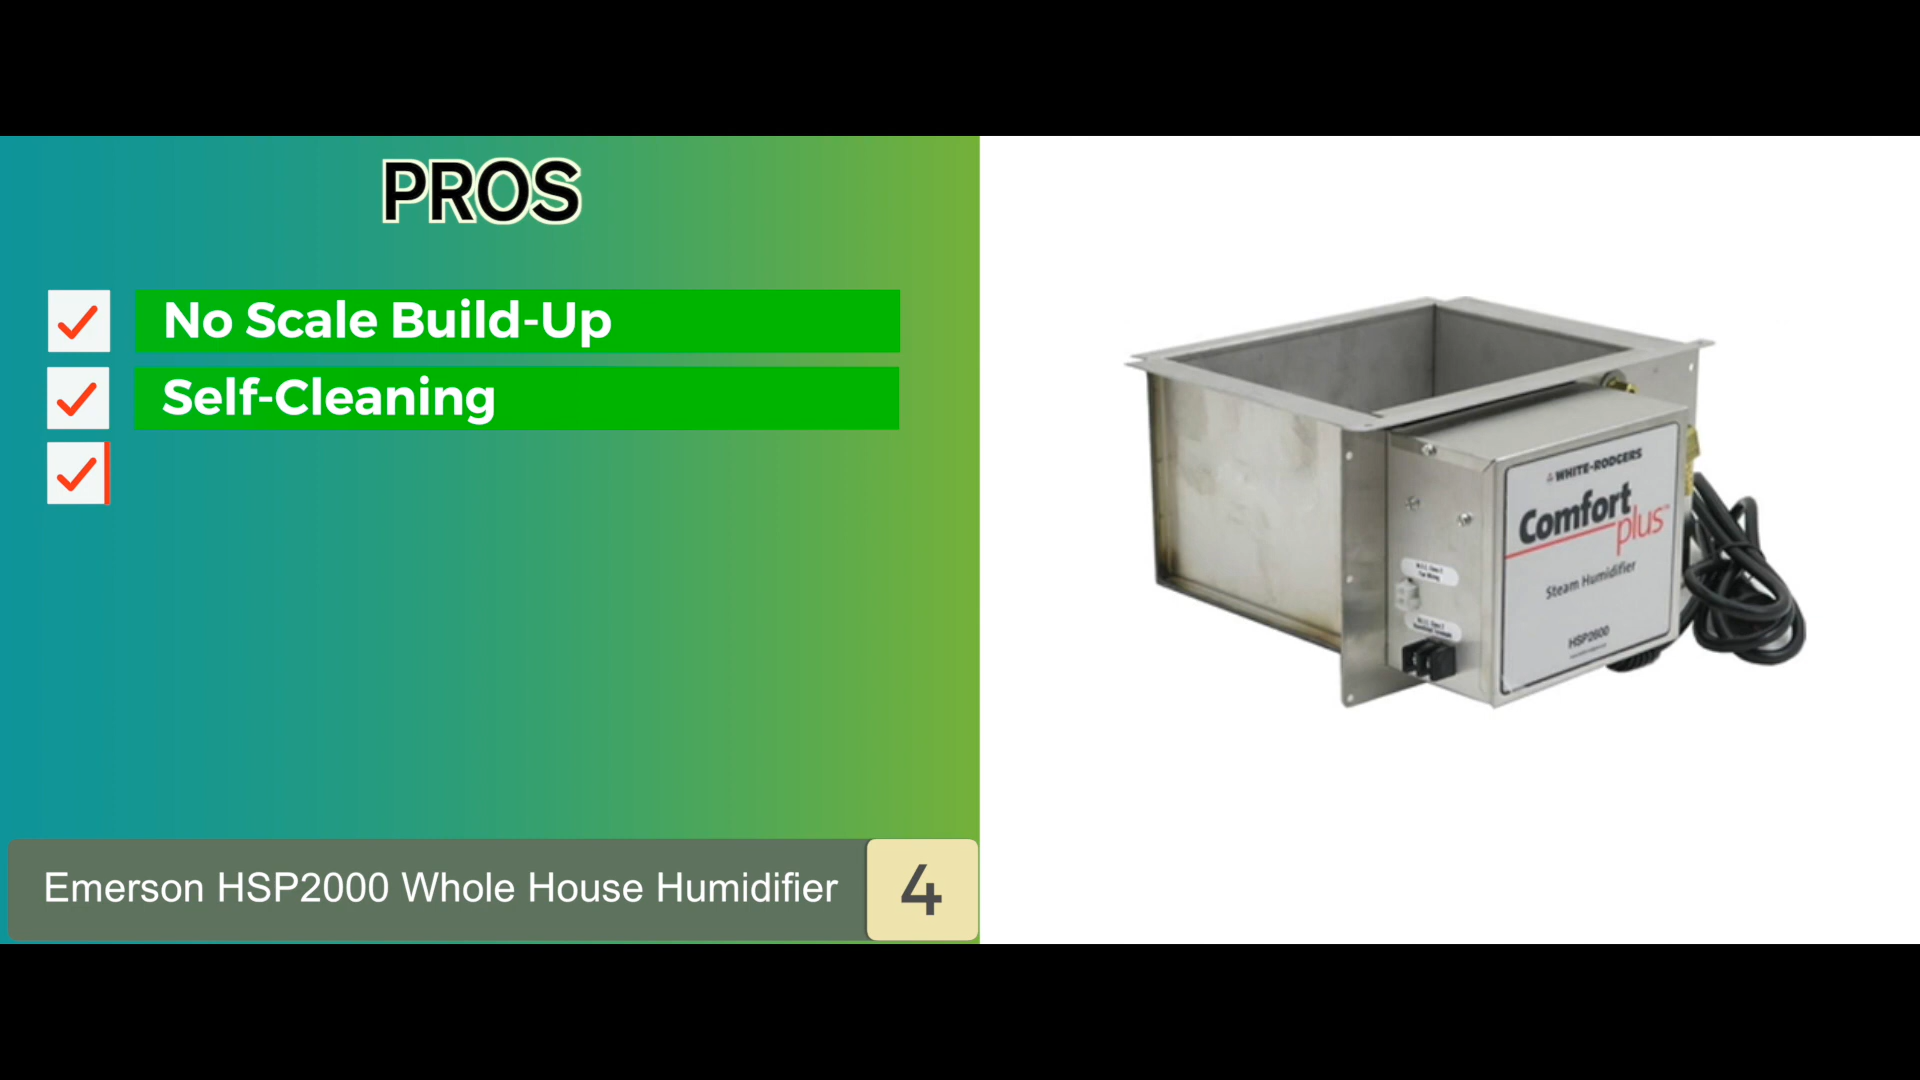 PROS
No Scale Build-Up
Self-Cleaning
Emerson HSP2000 Whole House Humidifier
4
WHITE-RODGERS
Comfort
plus™
Steam Humidifier
HSP2600